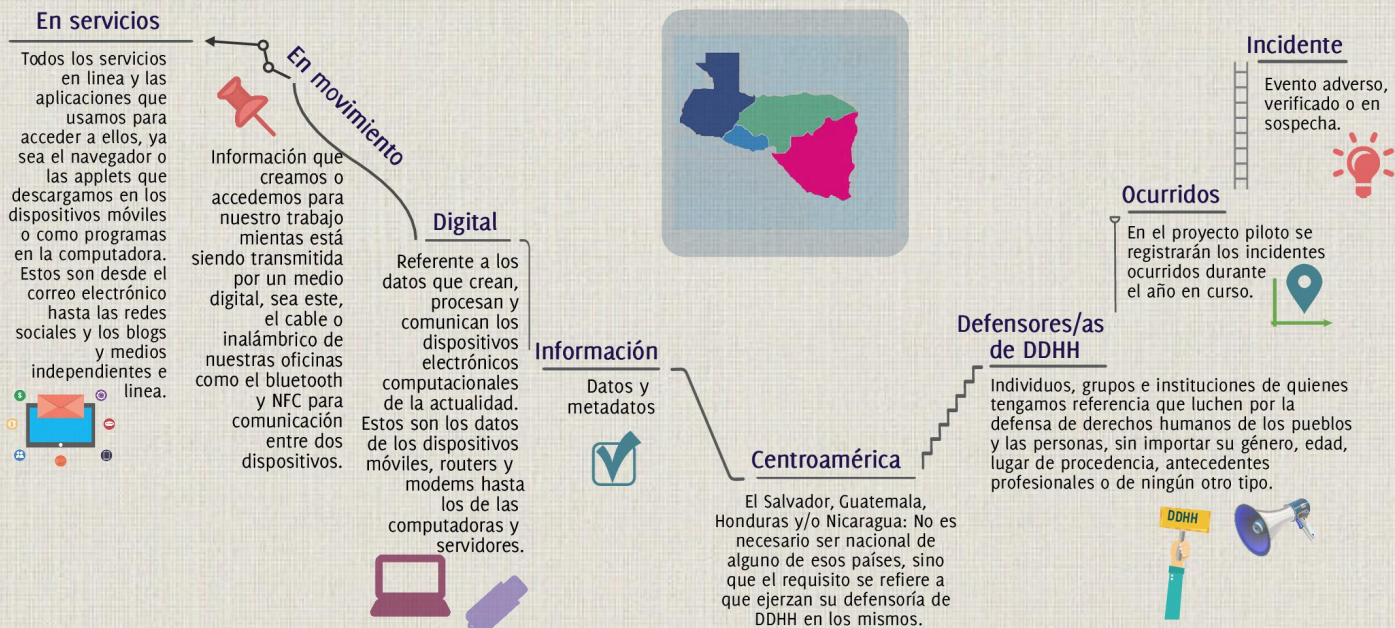 En servicios
Todos los servicios
en linea y las
aplicaciones que
usamos para
acceder a ellos, ya
sea el navegador o
las applets que
descargamos en los
dispositivos móviles
o como programas
en la computadora.
Estos son desde el
correo electrónico
hasta las redes
sociales y los blogs
y medios
independientes e
linea.
En movimiento
Información que
creamos o
accedemos para
nuestro trabajo
mientas está
siendo transmitida
por un medio
digital, sea este,
el cable o
inalámbrico de
nuestras oficinas
como el bluetooth
y NFC para
comunicación
entre dos
dispositivos.
Digital
Referente a los
datos que crean,
procesan y
comunican los
dispositivos
electrónicos
computacionales
de la actualidad.
Estos son los datos
de los dispositivos
móviles, routers y
modems hasta
los de las
computadoras y
servidores.
Información
Datos y
metadatos
Centroamérica
El Salvador, Guatemala,
Honduras y/o Nicaragua: No es
necesario ser nacional de
alguno de esos países, sino
que el requisito se refiere a
que ejerzan su defensoría de
DDHH en los mismos.
Defensores/as
de DDHH
Individuos, grupos e instituciones de quienes
tengamos referencia que luchen por la
defensa de derechos humanos de los pueblos
y las personas, sin importar su género, edad,
lugar de procedencia, antecedentes
profesionales o de ningún otro tipo.
DDHH
Ocurridos
En el proyecto piloto se
registrarán los incidentes
ocurridos durante
el año en curso.
Incidente
Evento adverso,
verificado o en
sospecha.